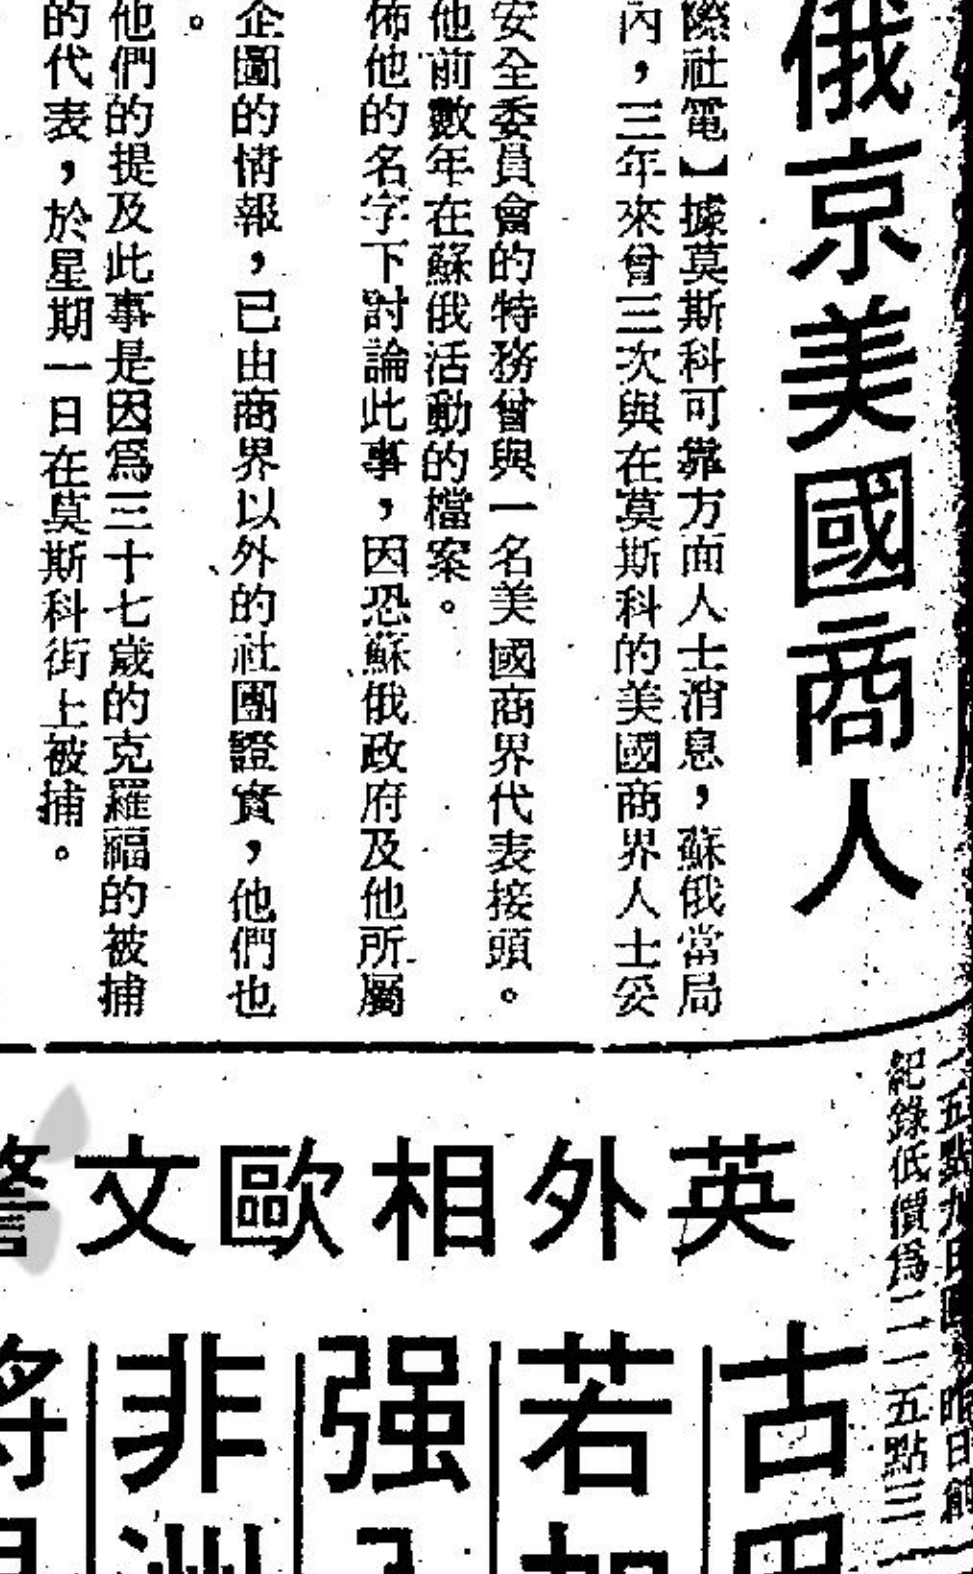 俄京美國商人
際社電】據莫斯科可靠方面人士消息，蘇俄當局
內，三年來曾三次與在莫斯科的美國商界人士妥
安全委員會的特務曾與一名美國商界代表接頭。
他前數年在蘇俄活動的檔案。
佈他的名字下討論此事，因恐蘇俄政府及他所屬
企圖的情報，已由商界以外的社團證實，他們也
。
他們的提及此事是因為三十七歲的克羅福的被捕
的代表，於星期一日在莫斯科街上被捕。
紀錄低價為二一五點三
英外相歐文警
古巴
若加
强
非洲
將